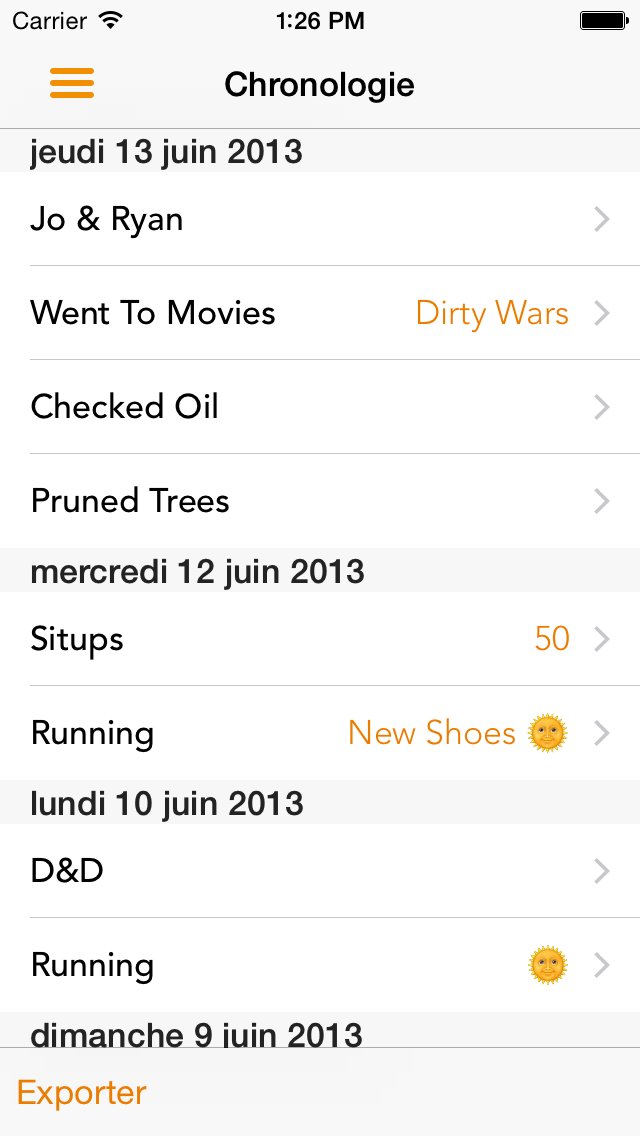 Carrier 1:26 PM
Chronologie
jeudi 13 juin 2013
Jo & Ryan
Went To Movies Dirty Wars
Checked Oil
Pruned Trees
mercredi 12 juin 2013
Situps 50
Running New Shoes 🌞
lundi 10 juin 2013
D&D
Running 🌞
dimanche 9 juin 2013
Exporter